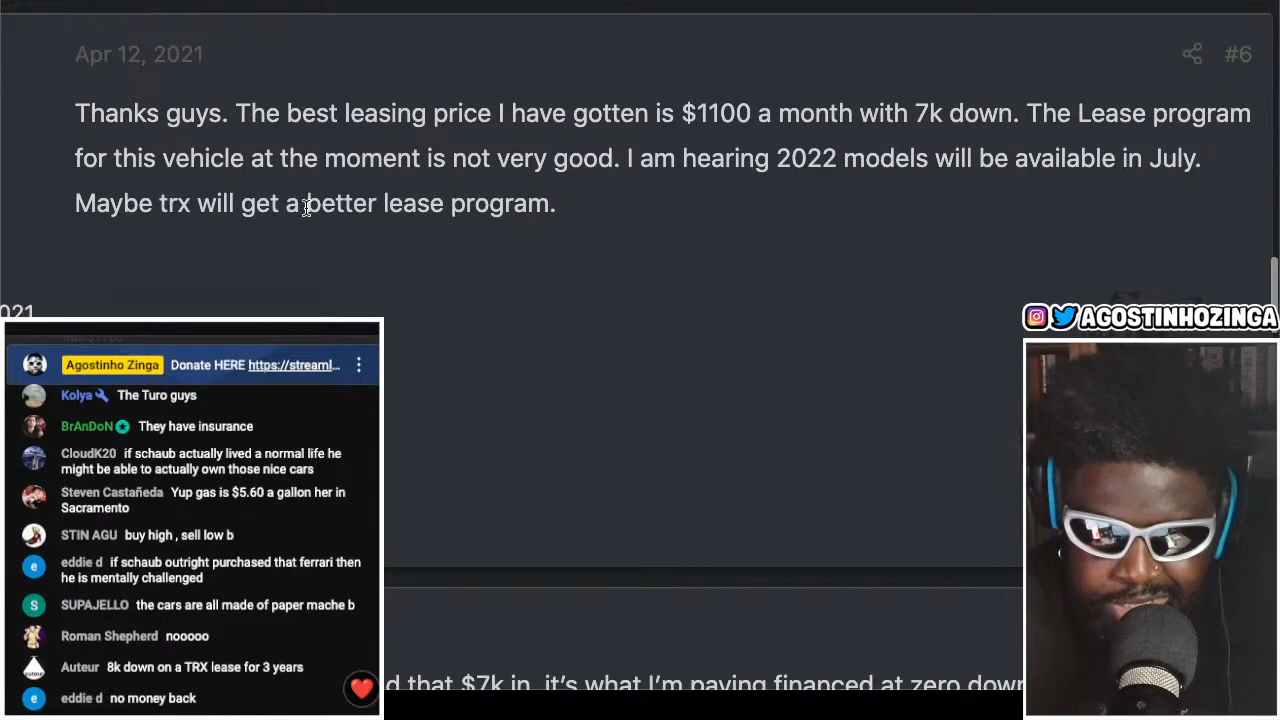 Apr 12, 2021
#6
Thanks guys. The best leasing price I have gotten is $1100 a month with 7k down. The Lease program
for this vehicle at the moment is not very good. I am hearing 2022 models will be available in July.
Maybe trx will get a better lease program.
021
AGOSTINHOZINGA
Agostinho Zinga Donate HERE https://streaml...
Kolya The Turo guys
BrAnDoN They have insurance
CloudK20 if schaub actually lived a normal life he
might be able to actually own those nice cars
Steven Castañeda Yup gas is $5.60 a gallon her in
Sacramento
STIN AGU buy high , sell low b
e eddie d if schaub outright purchased that ferrari then
he is mentally challenged
S SUPAJELLO the cars are all made of paper mache b
Roman Shepherd nooooo
Auteur 8k down on a TRX lease for 3 years
e eddie d no money back
d that $7k in, it's what I'm paying financed at zero down